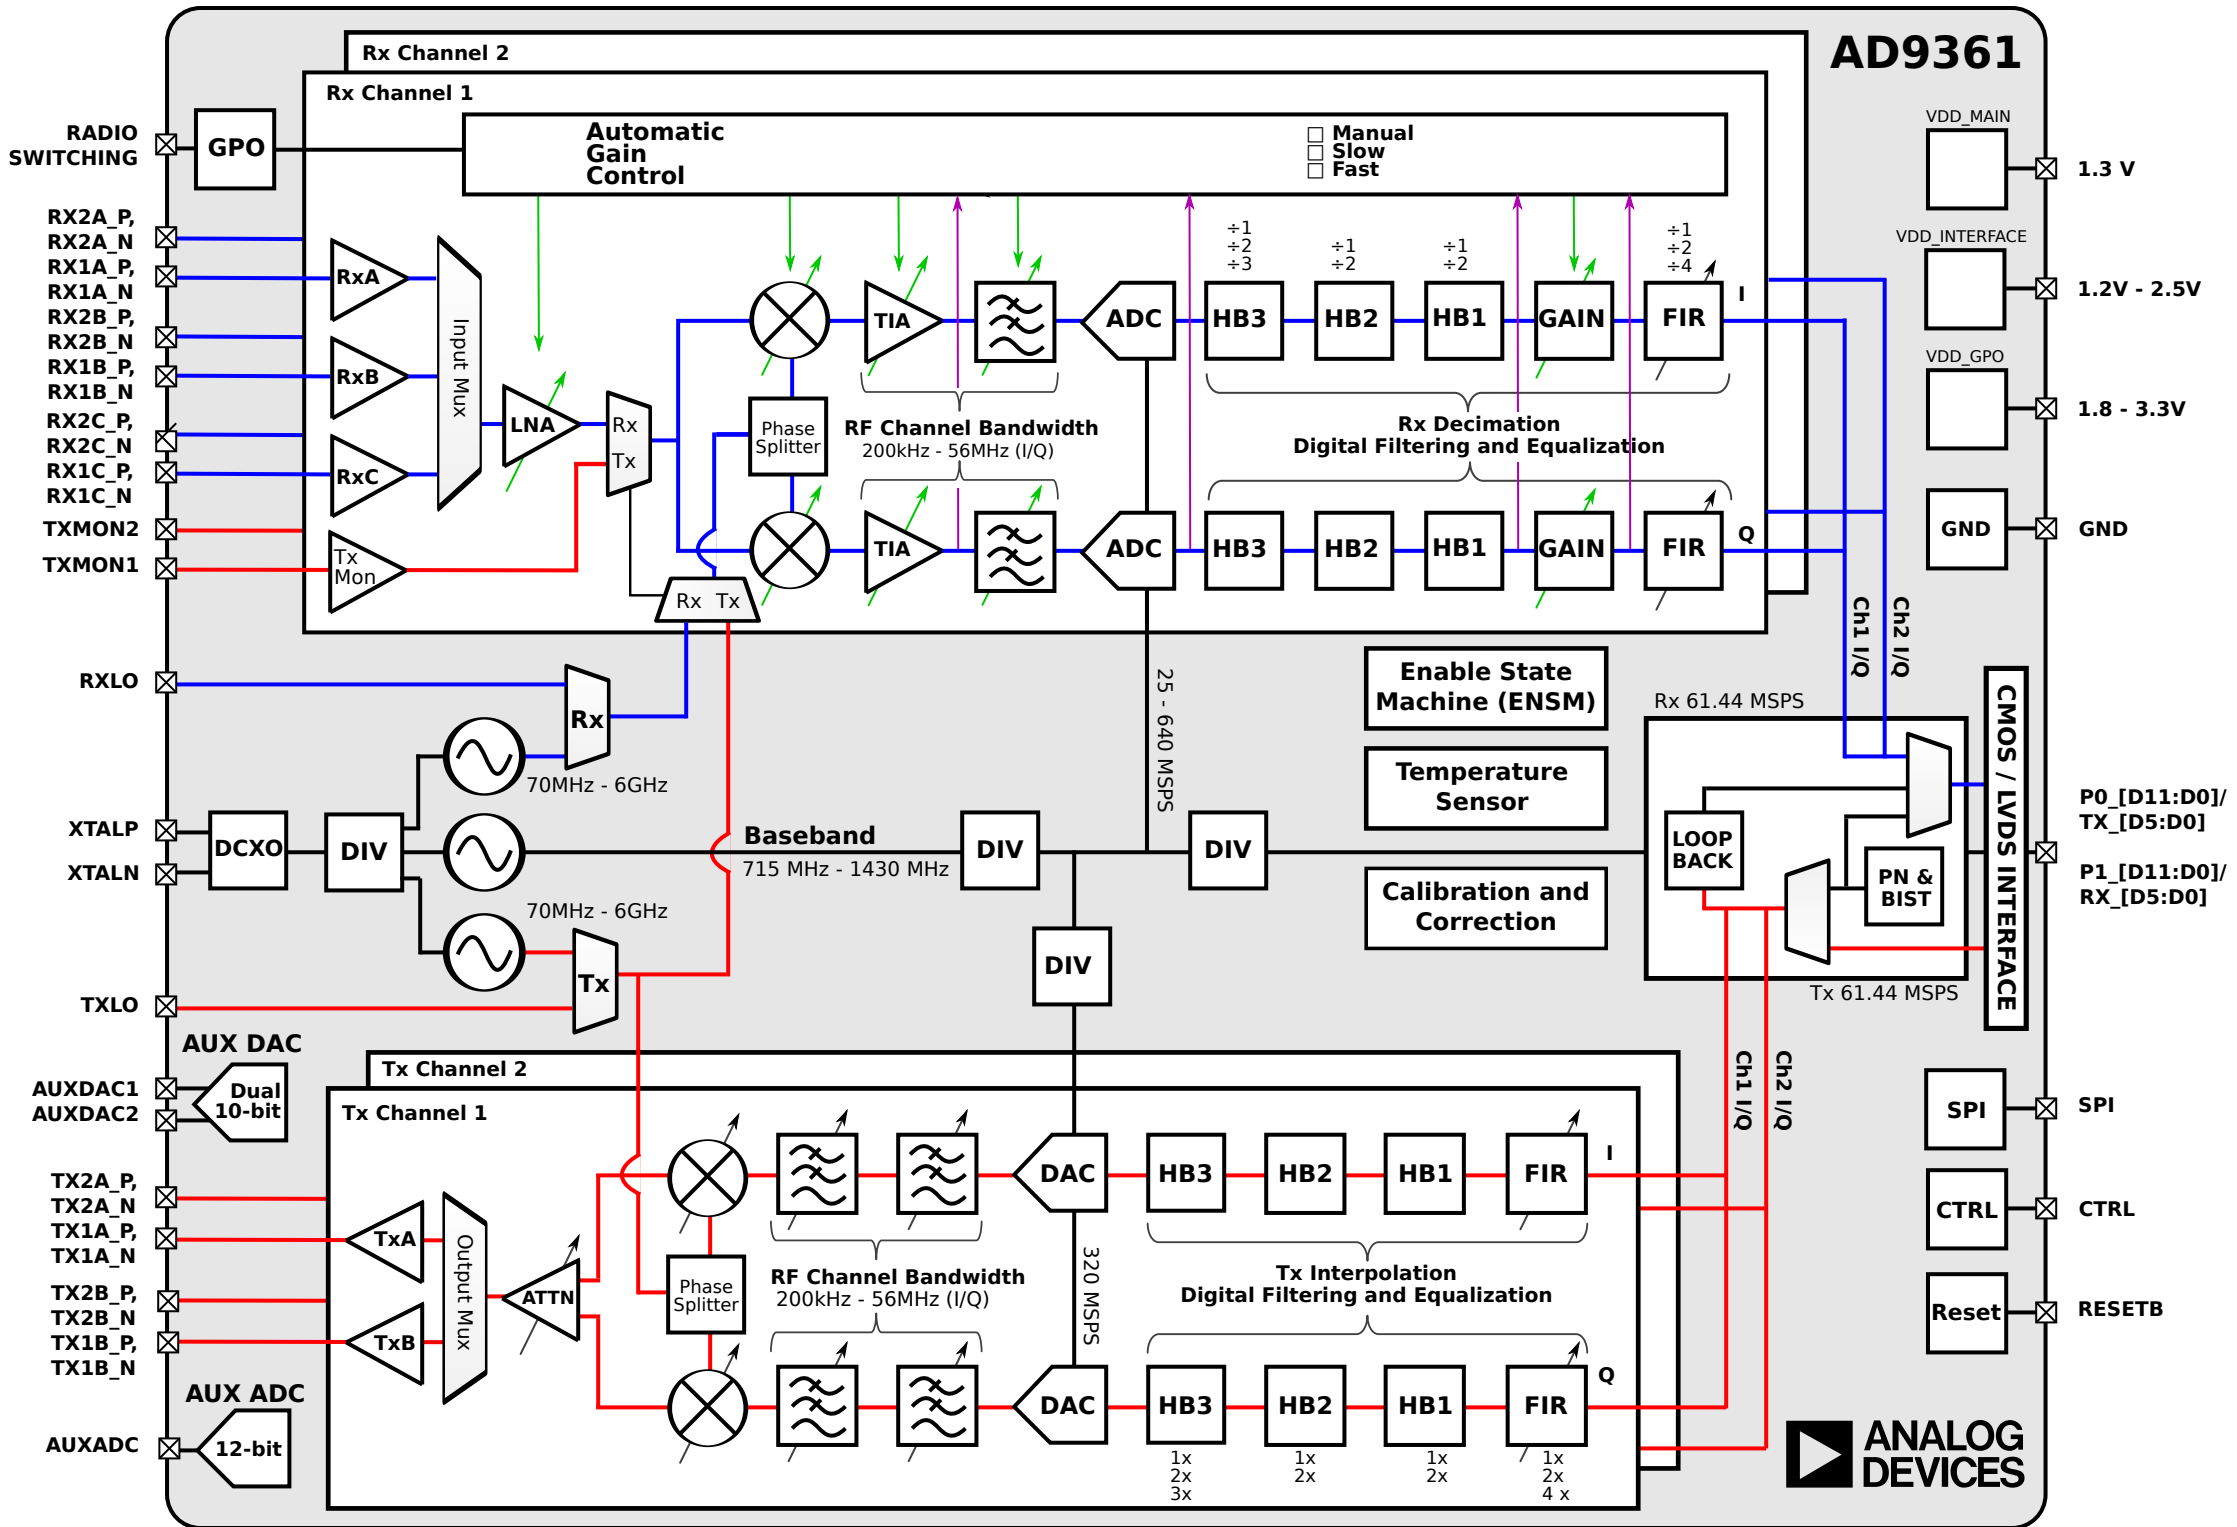 AD9361
Rx Channel 2
Rx Channel 1
RADIO
SWITCHING
GPO
Automatic
Gain
Control
Manual
Slow
Fast
RX2A_P,
RX2A_N
RX1A_P,
RX1A_N
RX2B_P,
RX2B_N
RX1B_P,
RX1B_N
RX2C_P,
RX2C_N
RX1C_P,
RX1C_N
TXMON2
TXMON1
RxA
RxB
RxC
Tx
Mon
Input Mux
LNA
Rx
Tx
Phase
Splitter
Rx Tx
TIA
ADC
÷1
÷2
÷3
HB3
÷1
÷2
HB2
÷1
÷2
HB1
GAIN
÷1
÷2
÷4
FIR
I
RF Channel Bandwidth
200kHz - 56MHz (I/Q)
Rx Decimation
Digital Filtering and Equalization
TIA
ADC
HB3
HB2
HB1
GAIN
FIR
Q
VDD_MAIN
1.3 V
VDD_INTERFACE
1.2V - 2.5V
VDD_GPO
1.8 - 3.3V
GND
GND
Ch1 I/Q
Ch2 I/Q
RXLO
Rx
70MHz - 6GHz
XTALP
XTALN
DCXO
DIV
Baseband
715 MHz - 1430 MHz
DIV
25 - 640 MSPS
DIV
DIV
70MHz - 6GHz
Tx
TXLO
Enable State
Machine (ENSM)
Temperature
Sensor
Calibration and
Correction
Rx 61.44 MSPS
LOOP
BACK
PN &
BIST
Tx 61.44 MSPS
CMOS / LVDS INTERFACE
P0_[D11:D0]/
TX_[D5:D0]
P1_[D11:D0]/
RX_[D5:D0]
AUX DAC
AUXDAC1
AUXDAC2
Dual
10-bit
Tx Channel 2
Tx Channel 1
TX2A_P,
TX2A_N
TX1A_P,
TX1A_N
TX2B_P,
TX2B_N
TX1B_P,
TX1B_N
TxA
TxB
Output Mux
ATTN
Phase
Splitter
RF Channel Bandwidth
200kHz - 56MHz (I/Q)
DAC
320 MSPS
HB3
HB2
HB1
FIR
I
Tx Interpolation
Digital Filtering and Equalization
DAC
HB3
HB2
HB1
FIR
Q
1x
2x
3x
1x
2x
1x
2x
1x
2x
4 x
Ch1 I/Q
Ch2 I/Q
AUX ADC
AUXADC
12-bit
SPI
SPI
CTRL
CTRL
Reset
RESETB
ANALOG
DEVICES